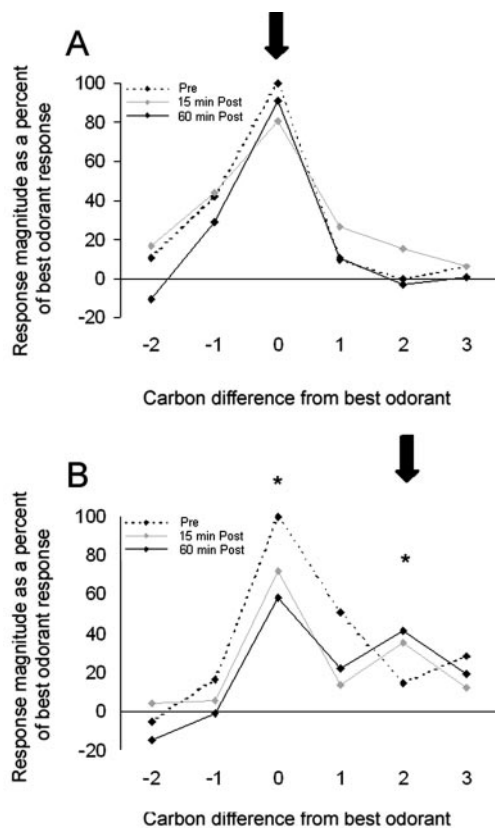 A
Pre
15 min Post
60 min Post
100
80
60
40
20
0
-20
Response magnitude as a percent
of best odorant response
-2 -1 0 1 2 3
Carbon difference from best odorant
B
*
*
Pre
15 min Post
60 min Post
100
80
60
40
20
0
-20
Response magnitude as a percent
of best odorant response
-2 -1 0 1 2 3
Carbon difference from best odorant